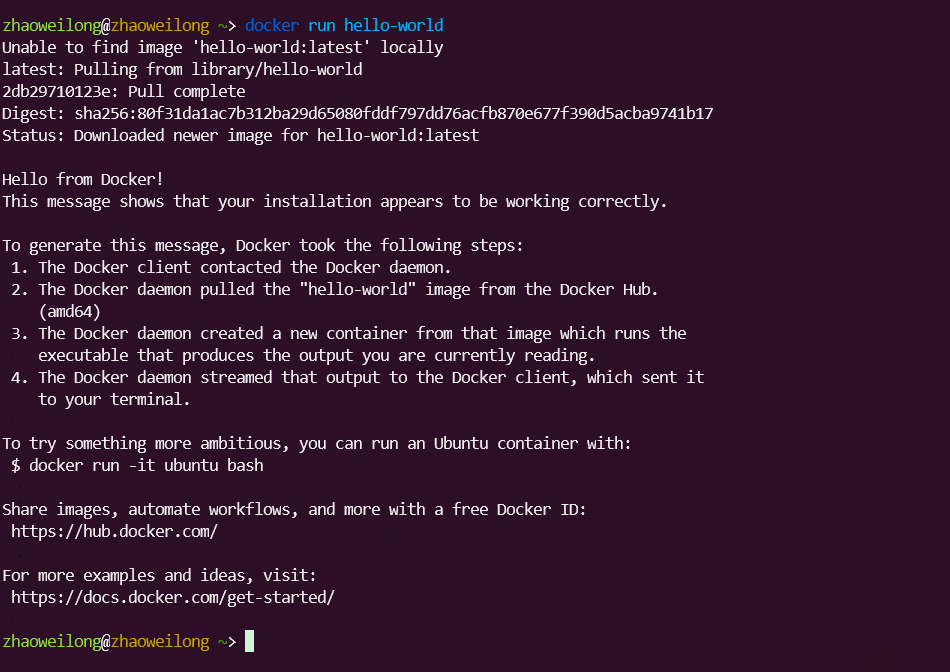 zhaoweilong@zhaoweilong ~> docker run hello-world
Unable to find image 'hello-world:latest' locally
latest: Pulling from library/hello-world
2db29710123e: Pull complete
Digest: sha256:80f31da1ac7b312ba29d65080fddf797dd76acfb870e677f390d5acba9741b17
Status: Downloaded newer image for hello-world:latest

Hello from Docker!
This message shows that your installation appears to be working correctly.

To generate this message, Docker took the following steps:
 1. The Docker client contacted the Docker daemon.
 2. The Docker daemon pulled the "hello-world" image from the Docker Hub.
    (amd64)
 3. The Docker daemon created a new container from that image which runs the
    executable that produces the output you are currently reading.
 4. The Docker daemon streamed that output to the Docker client, which sent it
    to your terminal.

To try something more ambitious, you can run an Ubuntu container with:
 $ docker run -it ubuntu bash

Share images, automate workflows, and more with a free Docker ID:
 https://hub.docker.com/

For more examples and ideas, visit:
 https://docs.docker.com/get-started/

zhaoweilong@zhaoweilong ~>